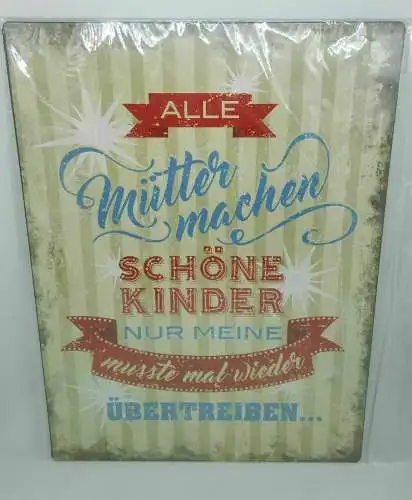 ALLE
Mütter
machen
SCHÖNE
KINDER
NUR MEINE
musste mal wieder
ÜBERTREIBEN...